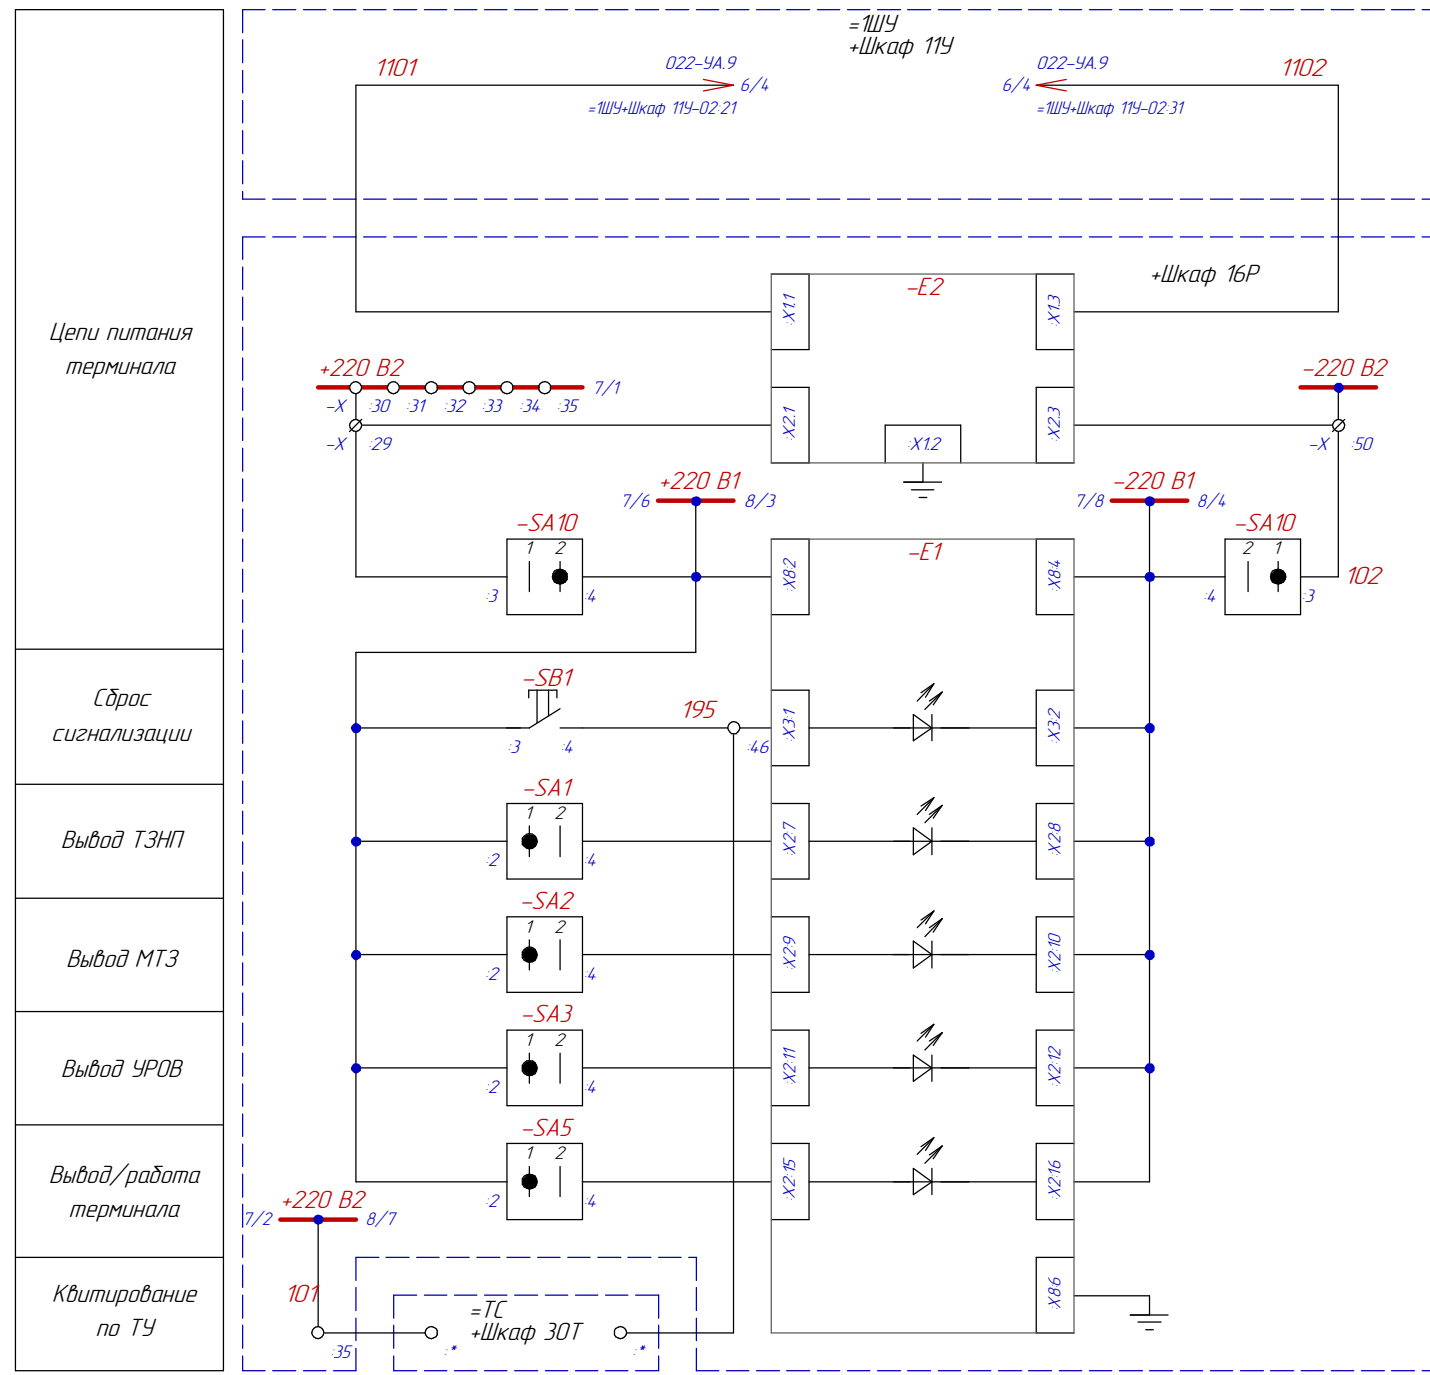 =1ШУ
+Шкаф 11У
1101
022-УА.9
6/4
=1ШУ+Шкаф 11У-02:21
022-УА.9
6/4
=1ШУ+Шкаф 11У-02:31
1102
Цепи питания
терминала
+Шкаф 16Р
-E2
:X1:1
:X1:3
:X2:1
:X2:3
:X1:2
+220 В2
7/1
-X :30 :31 :32 :33 :34 :35
-X :29
-220 В2
-X :50
+220 В1
7/6 8/3
-220 В1
7/8 8/4
-SA10
1 2
:3 :4
-E1
:X8:2
:X8:4
-SA10
2 1
:4 :3
102
Сброс
сигнализации
-SB1
:3 :4
195
:46
:X3:1
:X3:2
Вывод ТЗНП
-SA1
1 2
:2 :4
:X2:7
:X2:8
Вывод МТЗ
-SA2
1 2
:2 :4
:X2:9
:X2:10
Вывод УРОВ
-SA3
1 2
:2 :4
:X2:11
:X2:12
Вывод/работа
терминала
-SA5
1 2
:2 :4
:X2:15
:X2:16
+220 В2
7/2 8/7
Квитирование
по ТУ
101
:35
=ТС
+Шкаф 30Т
:* :*
:X8:6